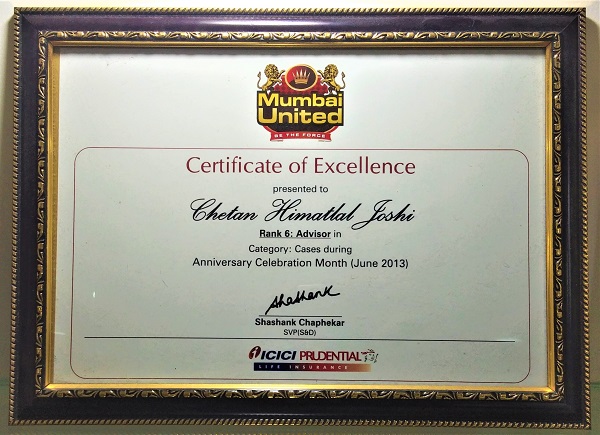 Mumbai
United
BE THE FORCE
Certificate of Excellence
presented to
Chetan Himatlal Joshi
Rank 6: Advisor in
Category: Cases during
Anniversary Celebration Month (June 2013)
Shashank
Shashank Chaphekar
SVP(S&D)
ICICI PRUDENTIAL
LIFE INSURANCE